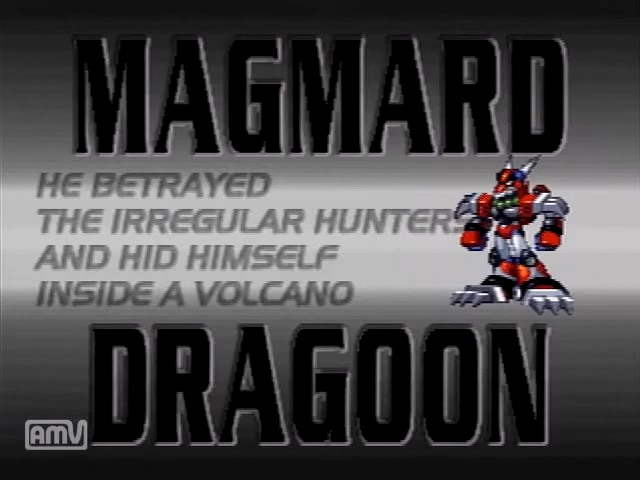 MAGMARD
HE BETRAYED
THE IRREGULAR HUNTERS
AND HID HIMSELF
INSIDE A VOLCANO
DRAGOON
AMV